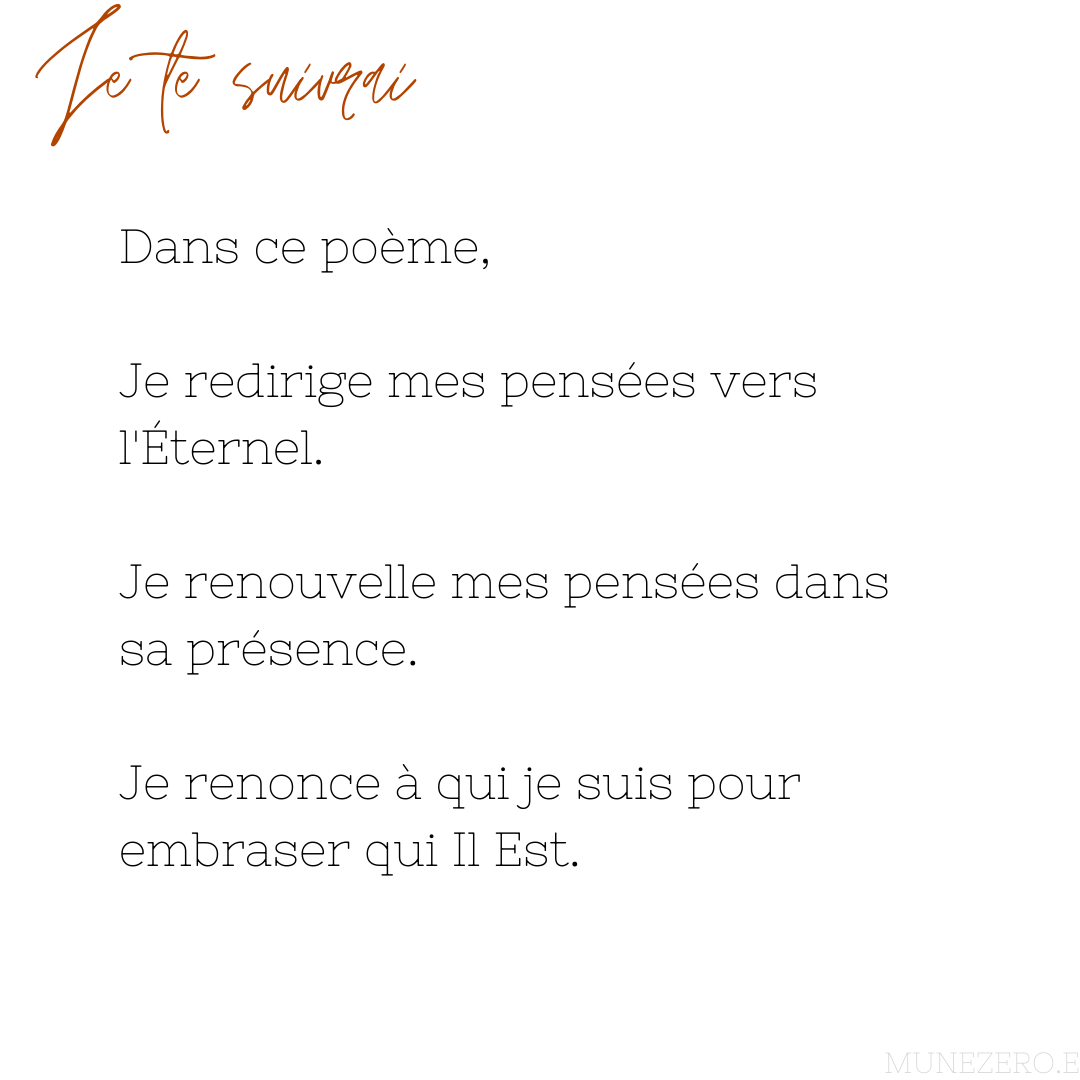 Je te suivrai
Dans ce poème,
Je redirige mes pensées vers
l'Éternel.
Je renouvelle mes pensées dans
sa présence.
Je renonce à qui je suis pour
embraser qui Il Est.
MUNEZERO.E